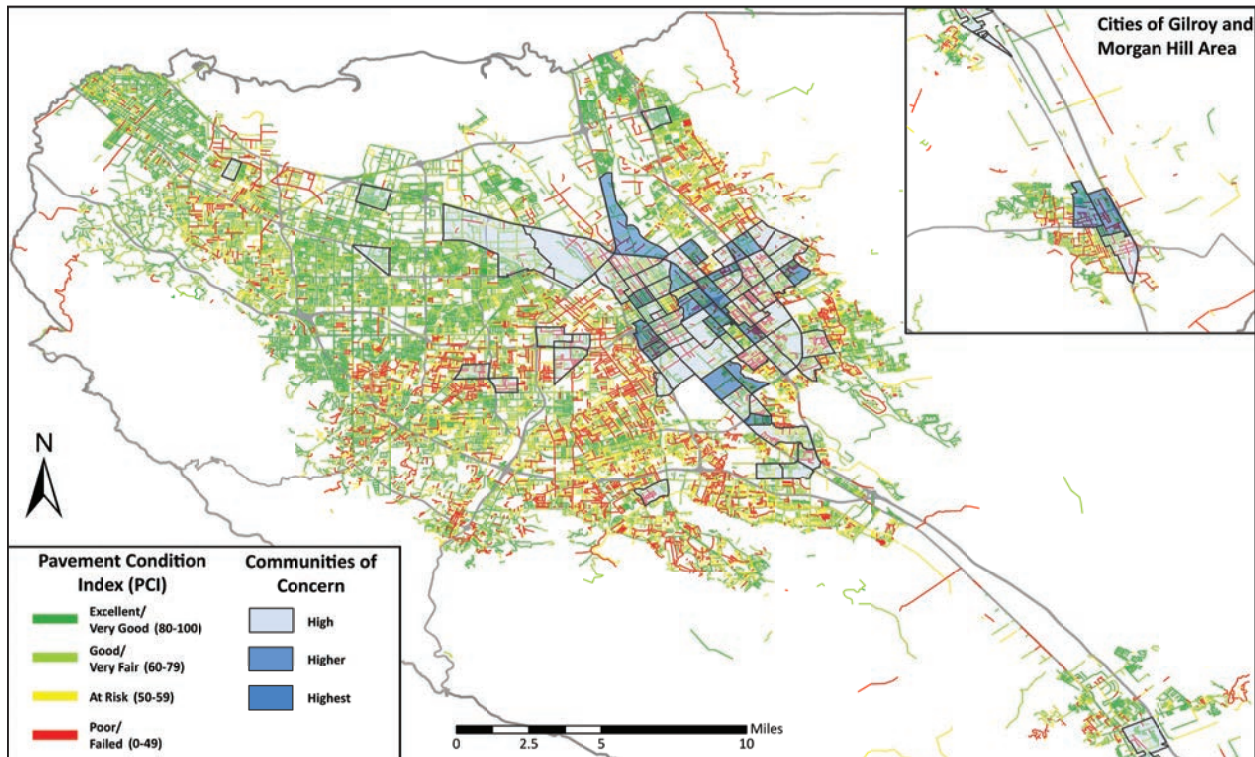 Cities of Gilroy and
Morgan Hill Area
N
Pavement Condition
Index (PCI)
Excellent/
Very Good (80-100)
Good/
Very Fair (60-79)
At Risk (50-59)
Poor/
Failed (0-49)
Communities of
Concern
High
Higher
Highest
Miles
0 2.5 5 10